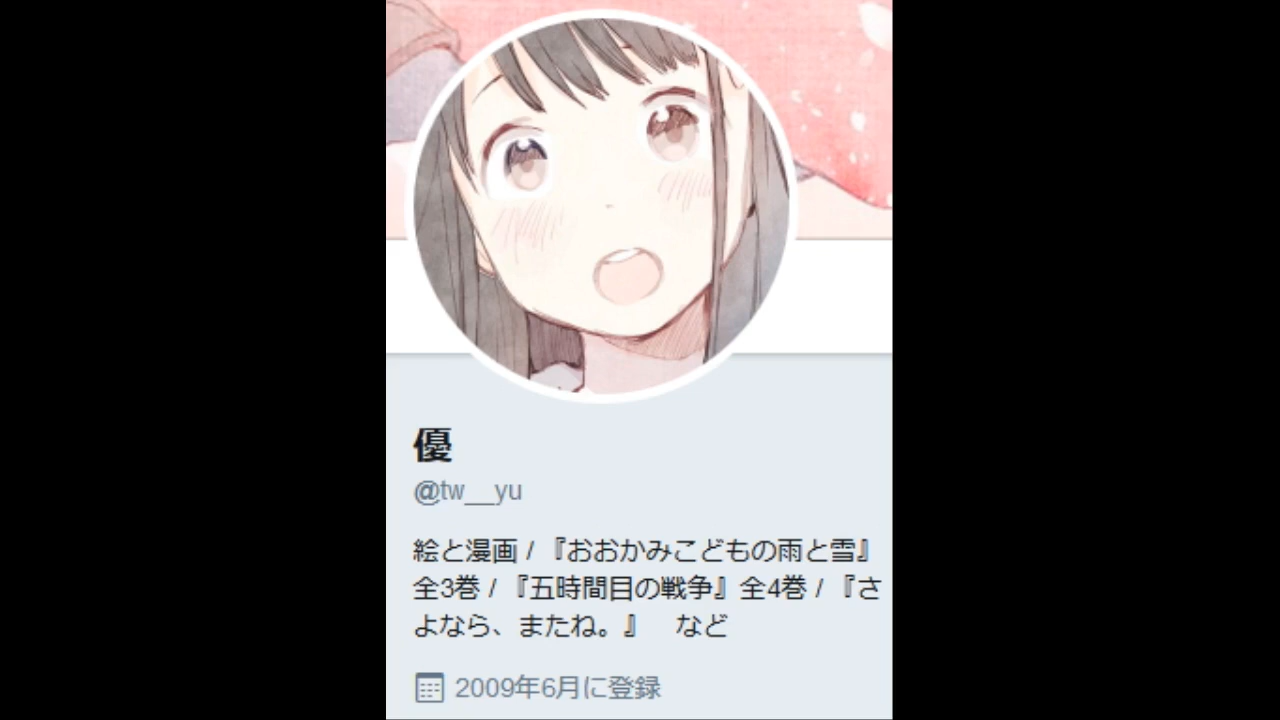 優
@tw__yu
絵と漫画 / 『おおかみこどもの雨と雪』
全3巻 / 『五時間目の戦争』全4巻 / 『さ
よなら、またね。』　など
2009年6月に登録